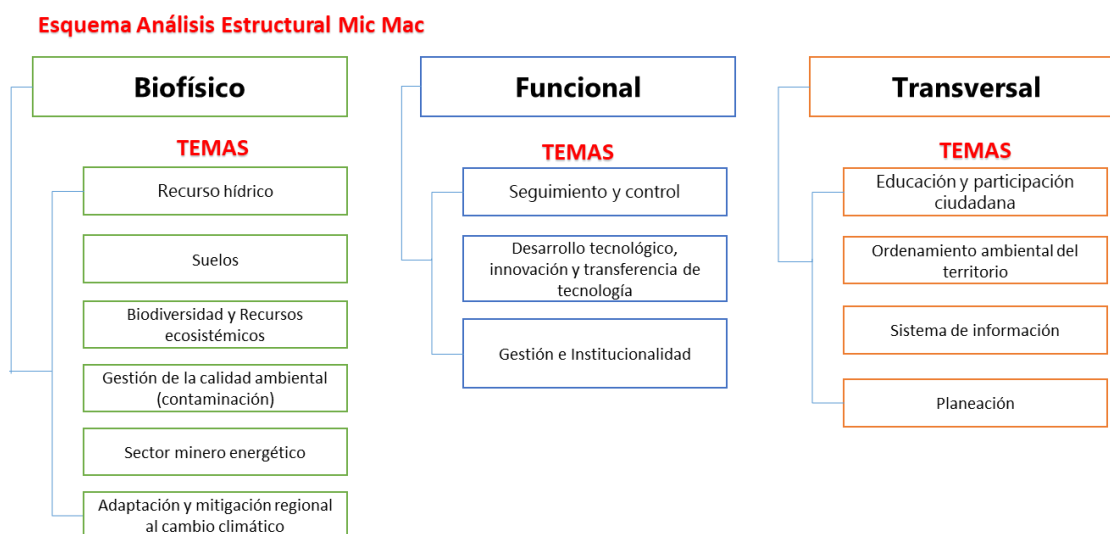 Esquema Análisis Estructural Mic Mac
Biofísico
TEMAS
Recurso hídrico
Suelos
Biodiversidad y Recursos
ecosistémicos
Gestión de la calidad ambiental
(contaminación)
Sector minero energético
Adaptación y mitigación regional
al cambio climático
Funcional
TEMAS
Seguimiento y control
Desarrollo tecnológico,
innovación y transferencia de
tecnología
Gestión e Institucionalidad
Transversal
TEMAS
Educación y participación
ciudadana
Ordenamiento ambiental del
territorio
Sistema de información
Planeación